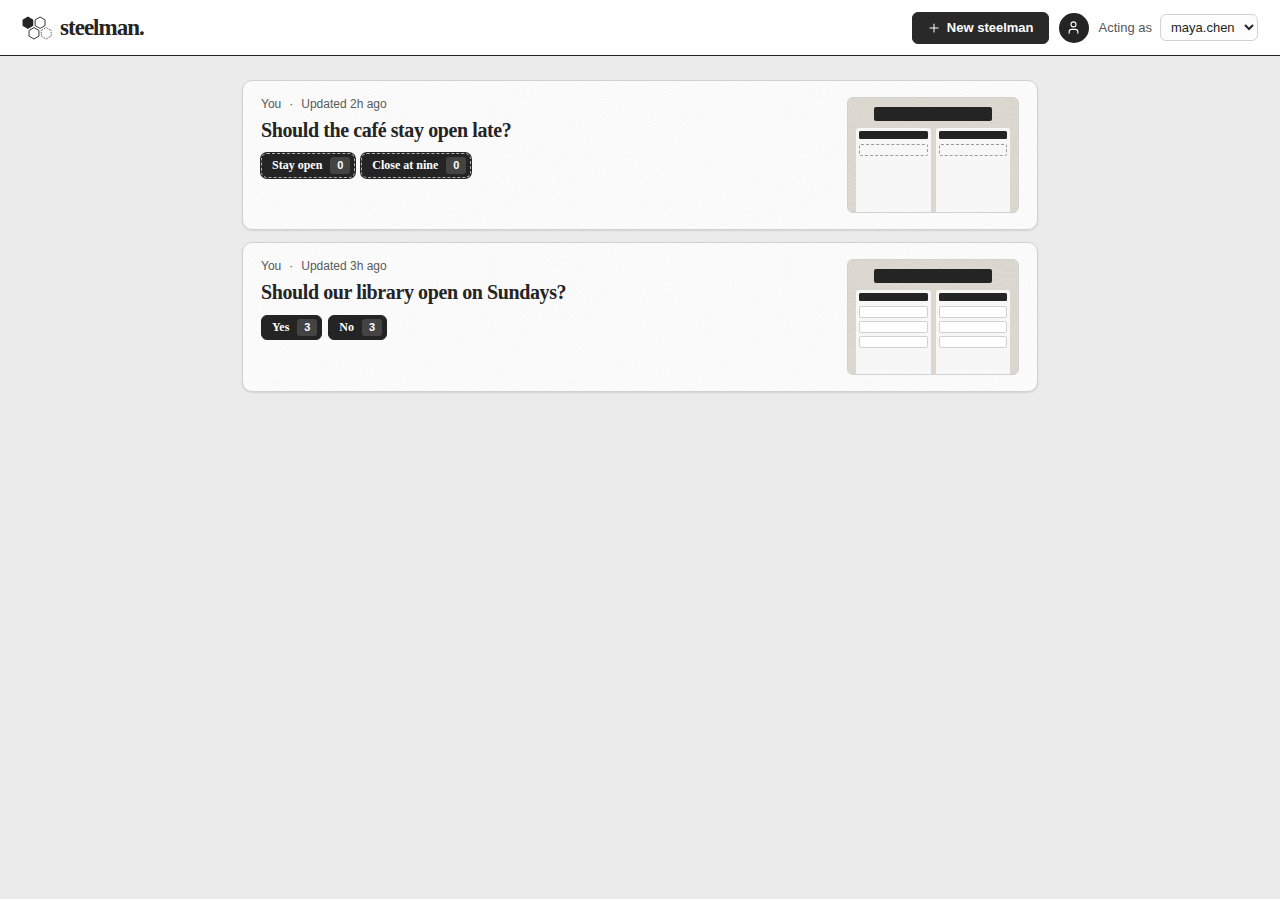 steelman.
New steelman
Acting as
maya.chen
You · Updated 2h ago
Should the café stay open late?
Stay open 0 Close at nine 0
You · Updated 3h ago
Should our library open on Sundays?
Yes 3 No 3